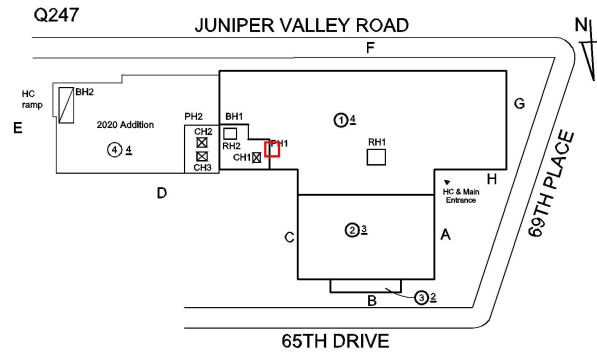 Q247
JUNIPER VALLEY ROAD
N
F
HC
ramp
BH2
E
2020 Addition
4 4
PH2
CH2
CH3
BH1
RH2
CH1
PH1
1 4
RH1
G
H
HC & Main
Entrance
69TH PLACE
D
C
2 3
A
B
3 2
65TH DRIVE